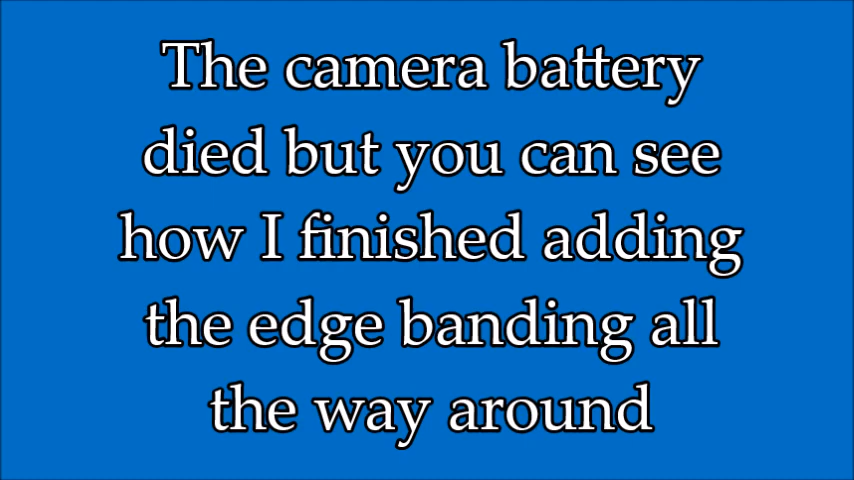 The camera battery
died but you can see
how I finished adding
the edge banding all
the way around